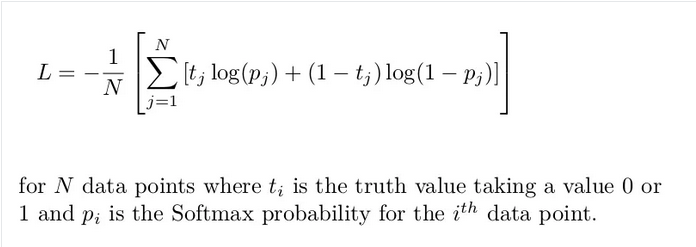 L = -\frac{1}{N} \left[ \sum_{j=1}^{N} [t_j \log(p_j) + (1 - t_j) \log(1 - p_j)] \right]
for N data points where t_i is the truth value taking a value 0 or
1 and p_i is the Softmax probability for the i^{th} data point.